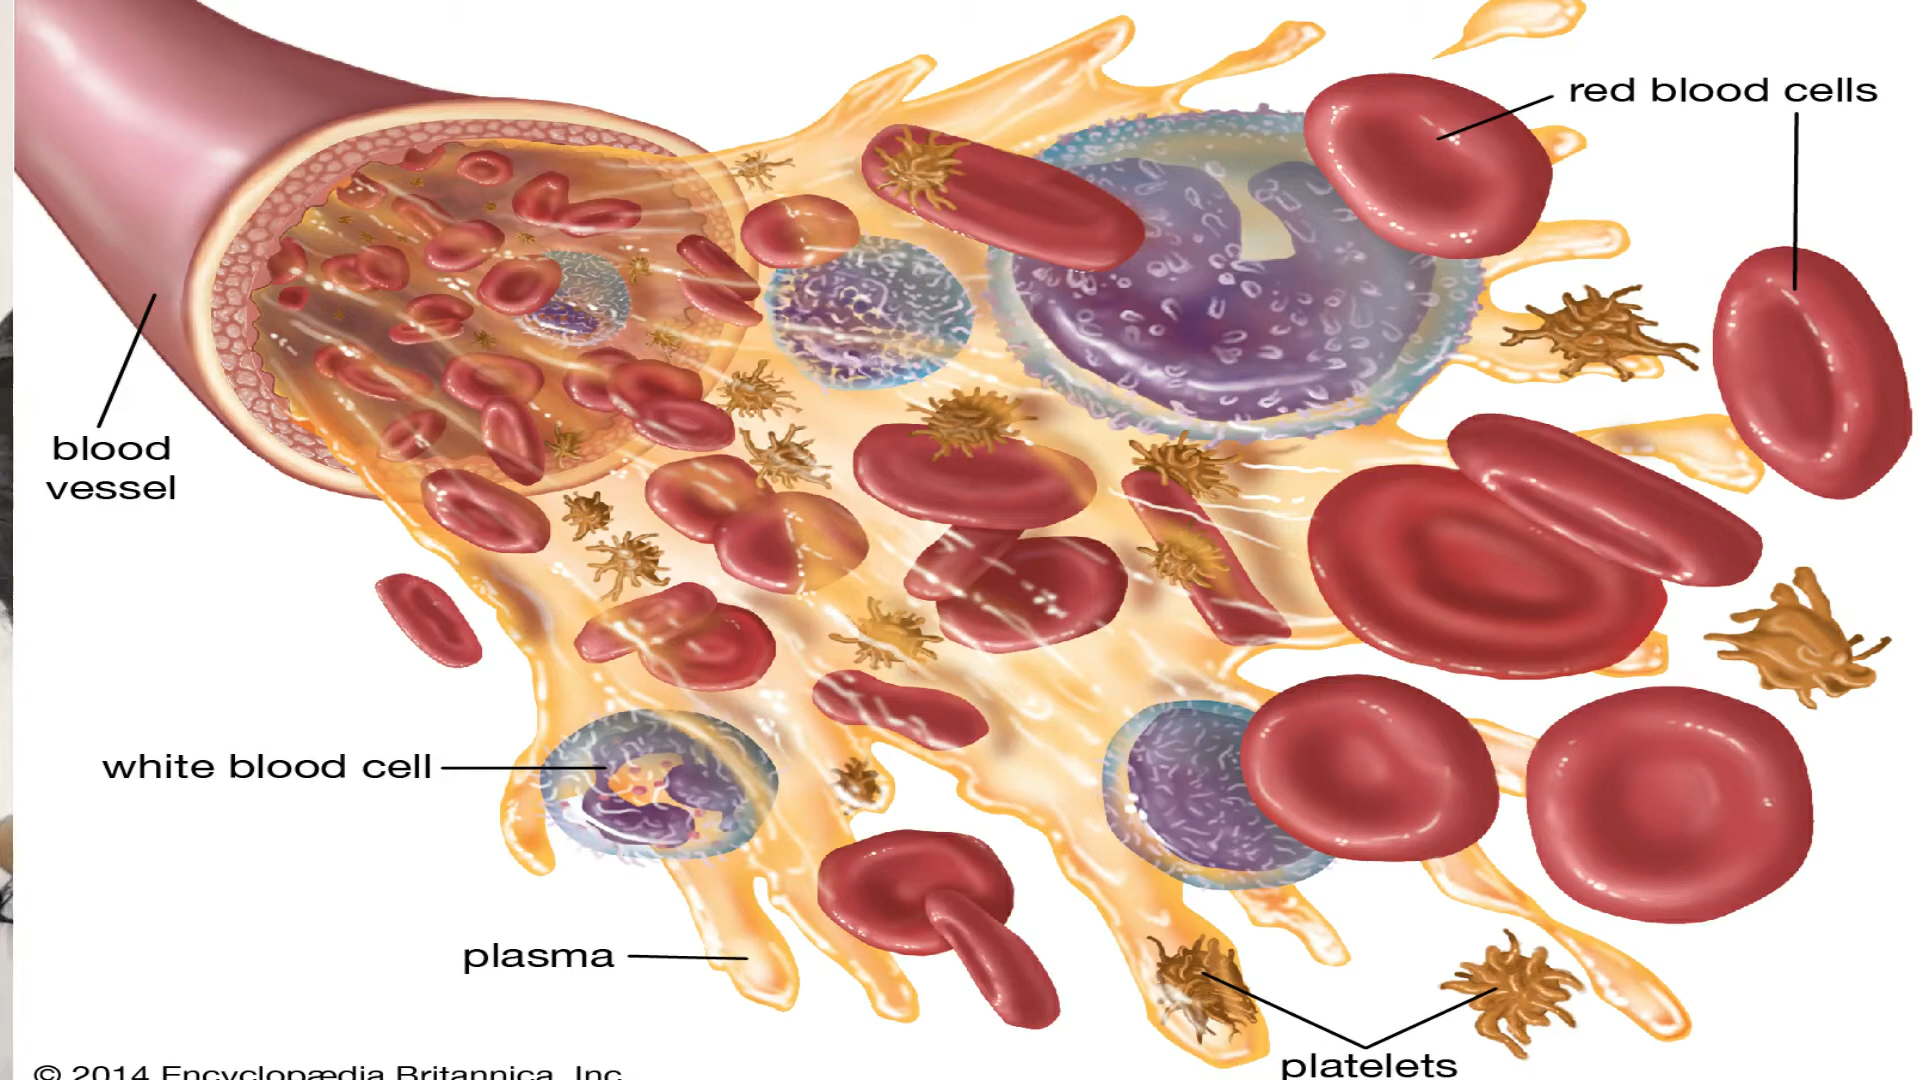 red blood cells
blood
vessel
white blood cell
plasma
platelets
© 2014 Encyclopædia Britannica, Inc.